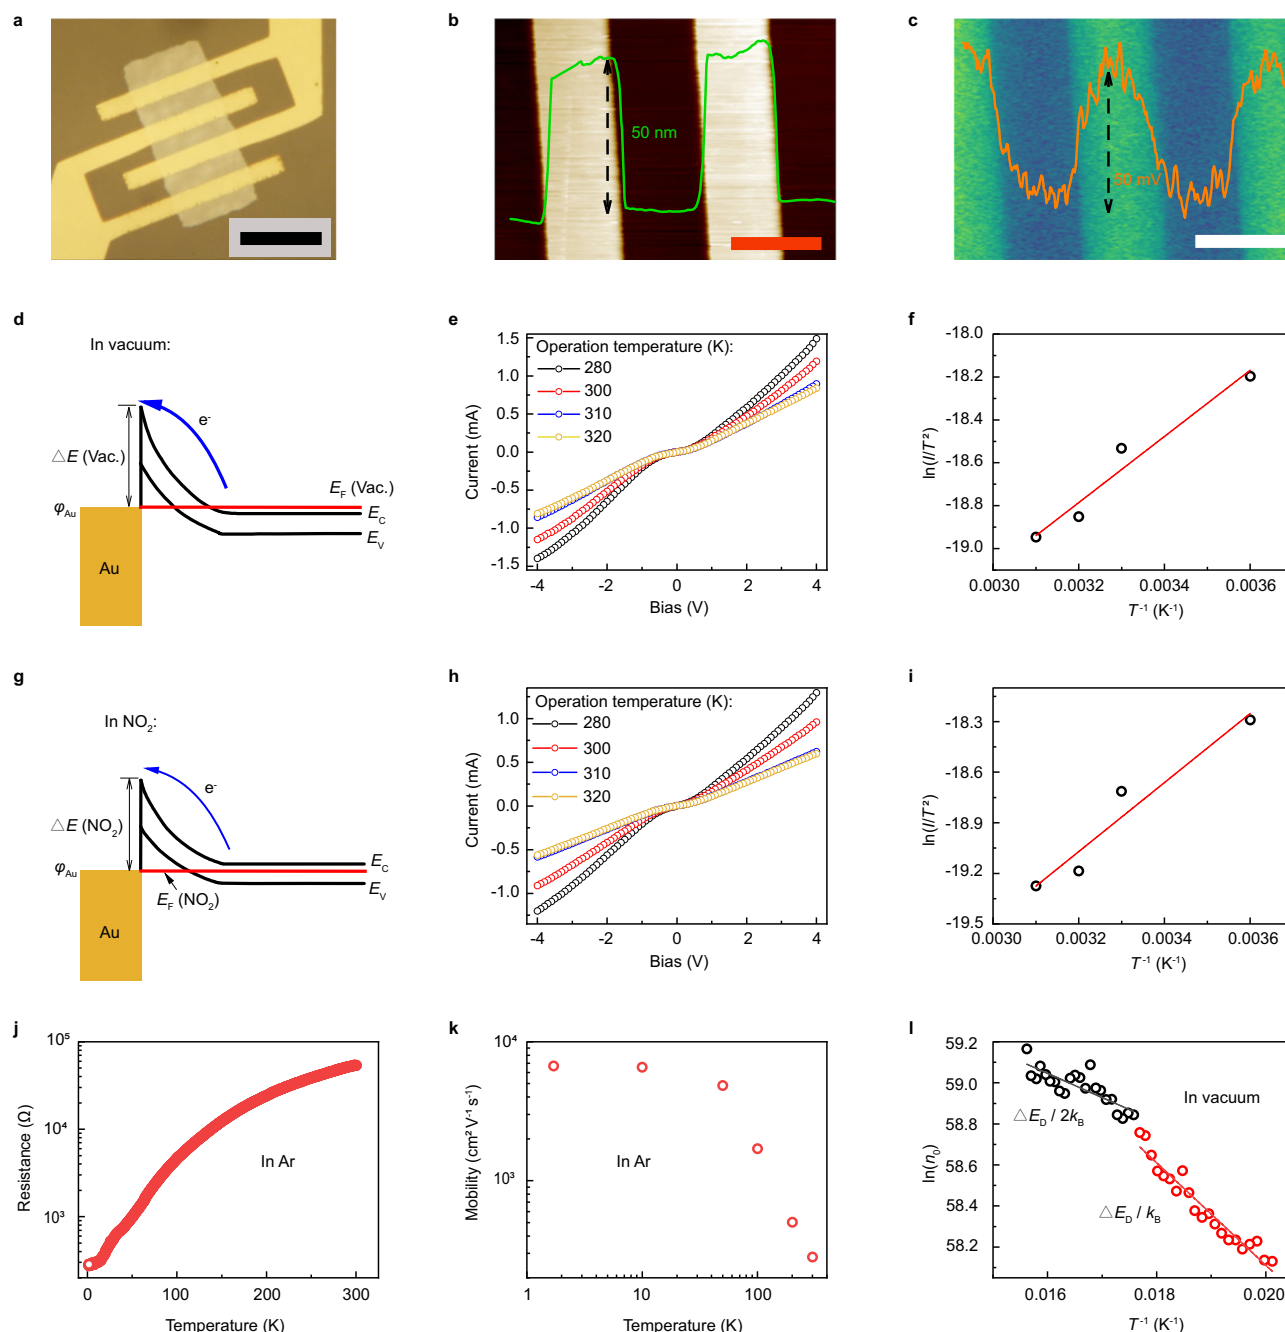 a
b
50 nm
c
50 mV
d
In vacuum:
e⁻
△E (Vac.)
E_F (Vac.)
φ_Au
E_C
E_V
Au
e
Operation temperature (K):
280
300
310
320
1.5
1.0
0.5
0.0
-0.5
-1.0
-1.5
Current (mA)
-4
-2
0
2
4
Bias (V)
f
-18.0
-18.2
-18.4
-18.6
-18.8
-19.0
ln(I/T²)
0.0030
0.0032
0.0034
0.0036
T⁻¹ (K⁻¹)
g
In NO₂:
e⁻
△E (NO₂)
φ_Au
E_C
E_V
E_F (NO₂)
Au
h
Operation temperature (K):
280
300
310
320
1.0
0.5
0.0
-0.5
-1.0
Current (mA)
-4
-2
0
2
4
Bias (V)
i
-18.3
-18.6
-18.9
-19.2
-19.5
ln(I/T²)
0.0030
0.0032
0.0034
0.0036
T⁻¹ (K⁻¹)
j
10⁵
10⁴
10³
Resistance (Ω)
In Ar
0
100
200
300
Temperature (K)
k
10⁴
10³
Mobility (cm² V⁻¹ s⁻¹)
In Ar
1
10
100
Temperature (K)
l
59.2
59.0
58.8
58.6
58.4
58.2
ln(n₀)
In vacuum
△E_D / 2k_B
△E_D / k_B
0.016
0.018
0.020
T⁻¹ (K⁻¹)